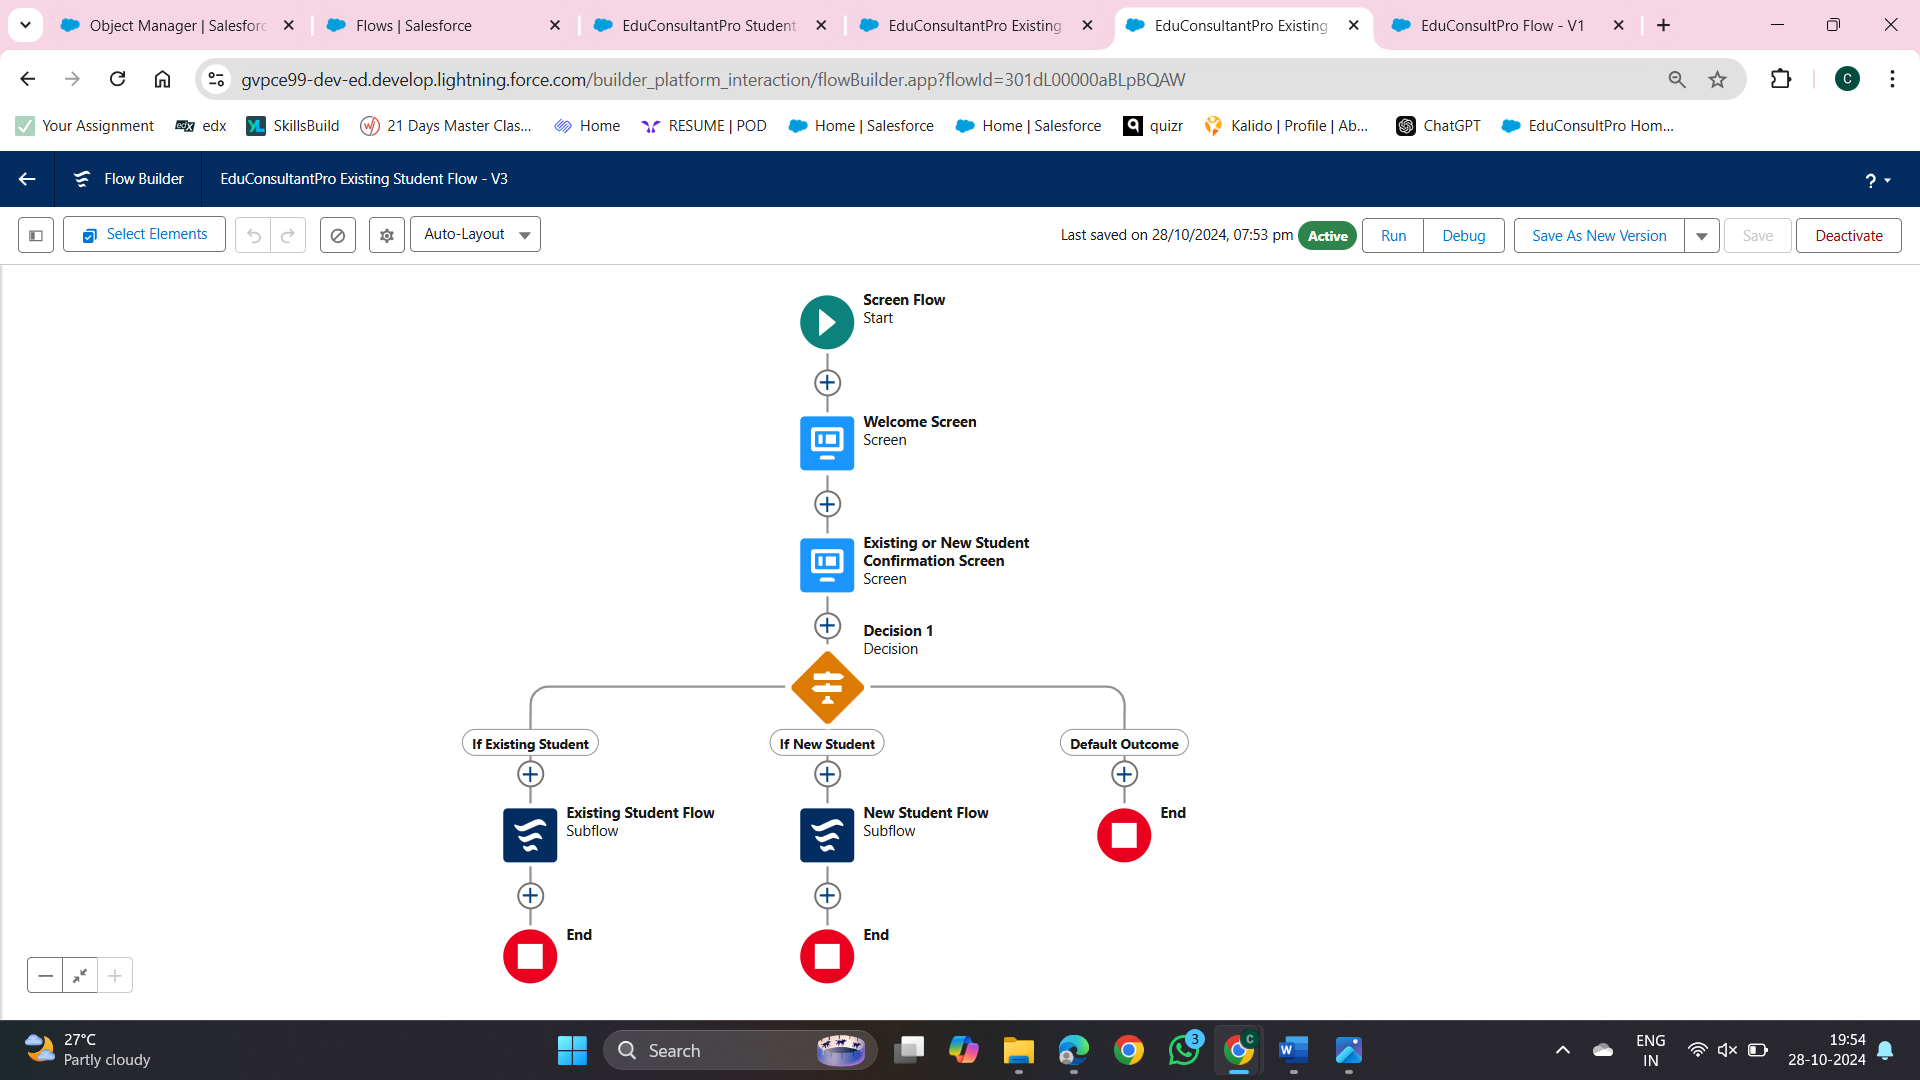 Object Manager | Salesforc
Flows | Salesforce
EduConsultantPro Student
EduConsultantPro Existing
EduConsultantPro Existing
EduConsultPro Flow - V1
gvpce99-dev-ed.develop.lightning.force.com/builder_platform_interaction/flowBuilder.app?flowId=301dL00000aBLpBQAW
C
Your Assignment
edX edx
YL SkillsBuild
21 Days Master Clas...
Home
RESUME | POD
Home | Salesforce
Home | Salesforce
quizr
Kalido | Profile | Ab...
ChatGPT
EduConsultPro Hom...
Flow Builder
EduConsultantPro Existing Student Flow - V3
?
Select Elements
Auto-Layout
Last saved on 28/10/2024, 07:53 pm
Active
Run
Debug
Save As New Version
Save
Deactivate
Screen Flow
Start
Welcome Screen
Screen
Existing or New Student
Confirmation Screen
Screen
Decision 1
Decision
If Existing Student
If New Student
Default Outcome
Existing Student Flow
Subflow
New Student Flow
Subflow
End
End
End
27°C
Partly cloudy
Search
3
C
W
ENG
IN
19:54
28-10-2024